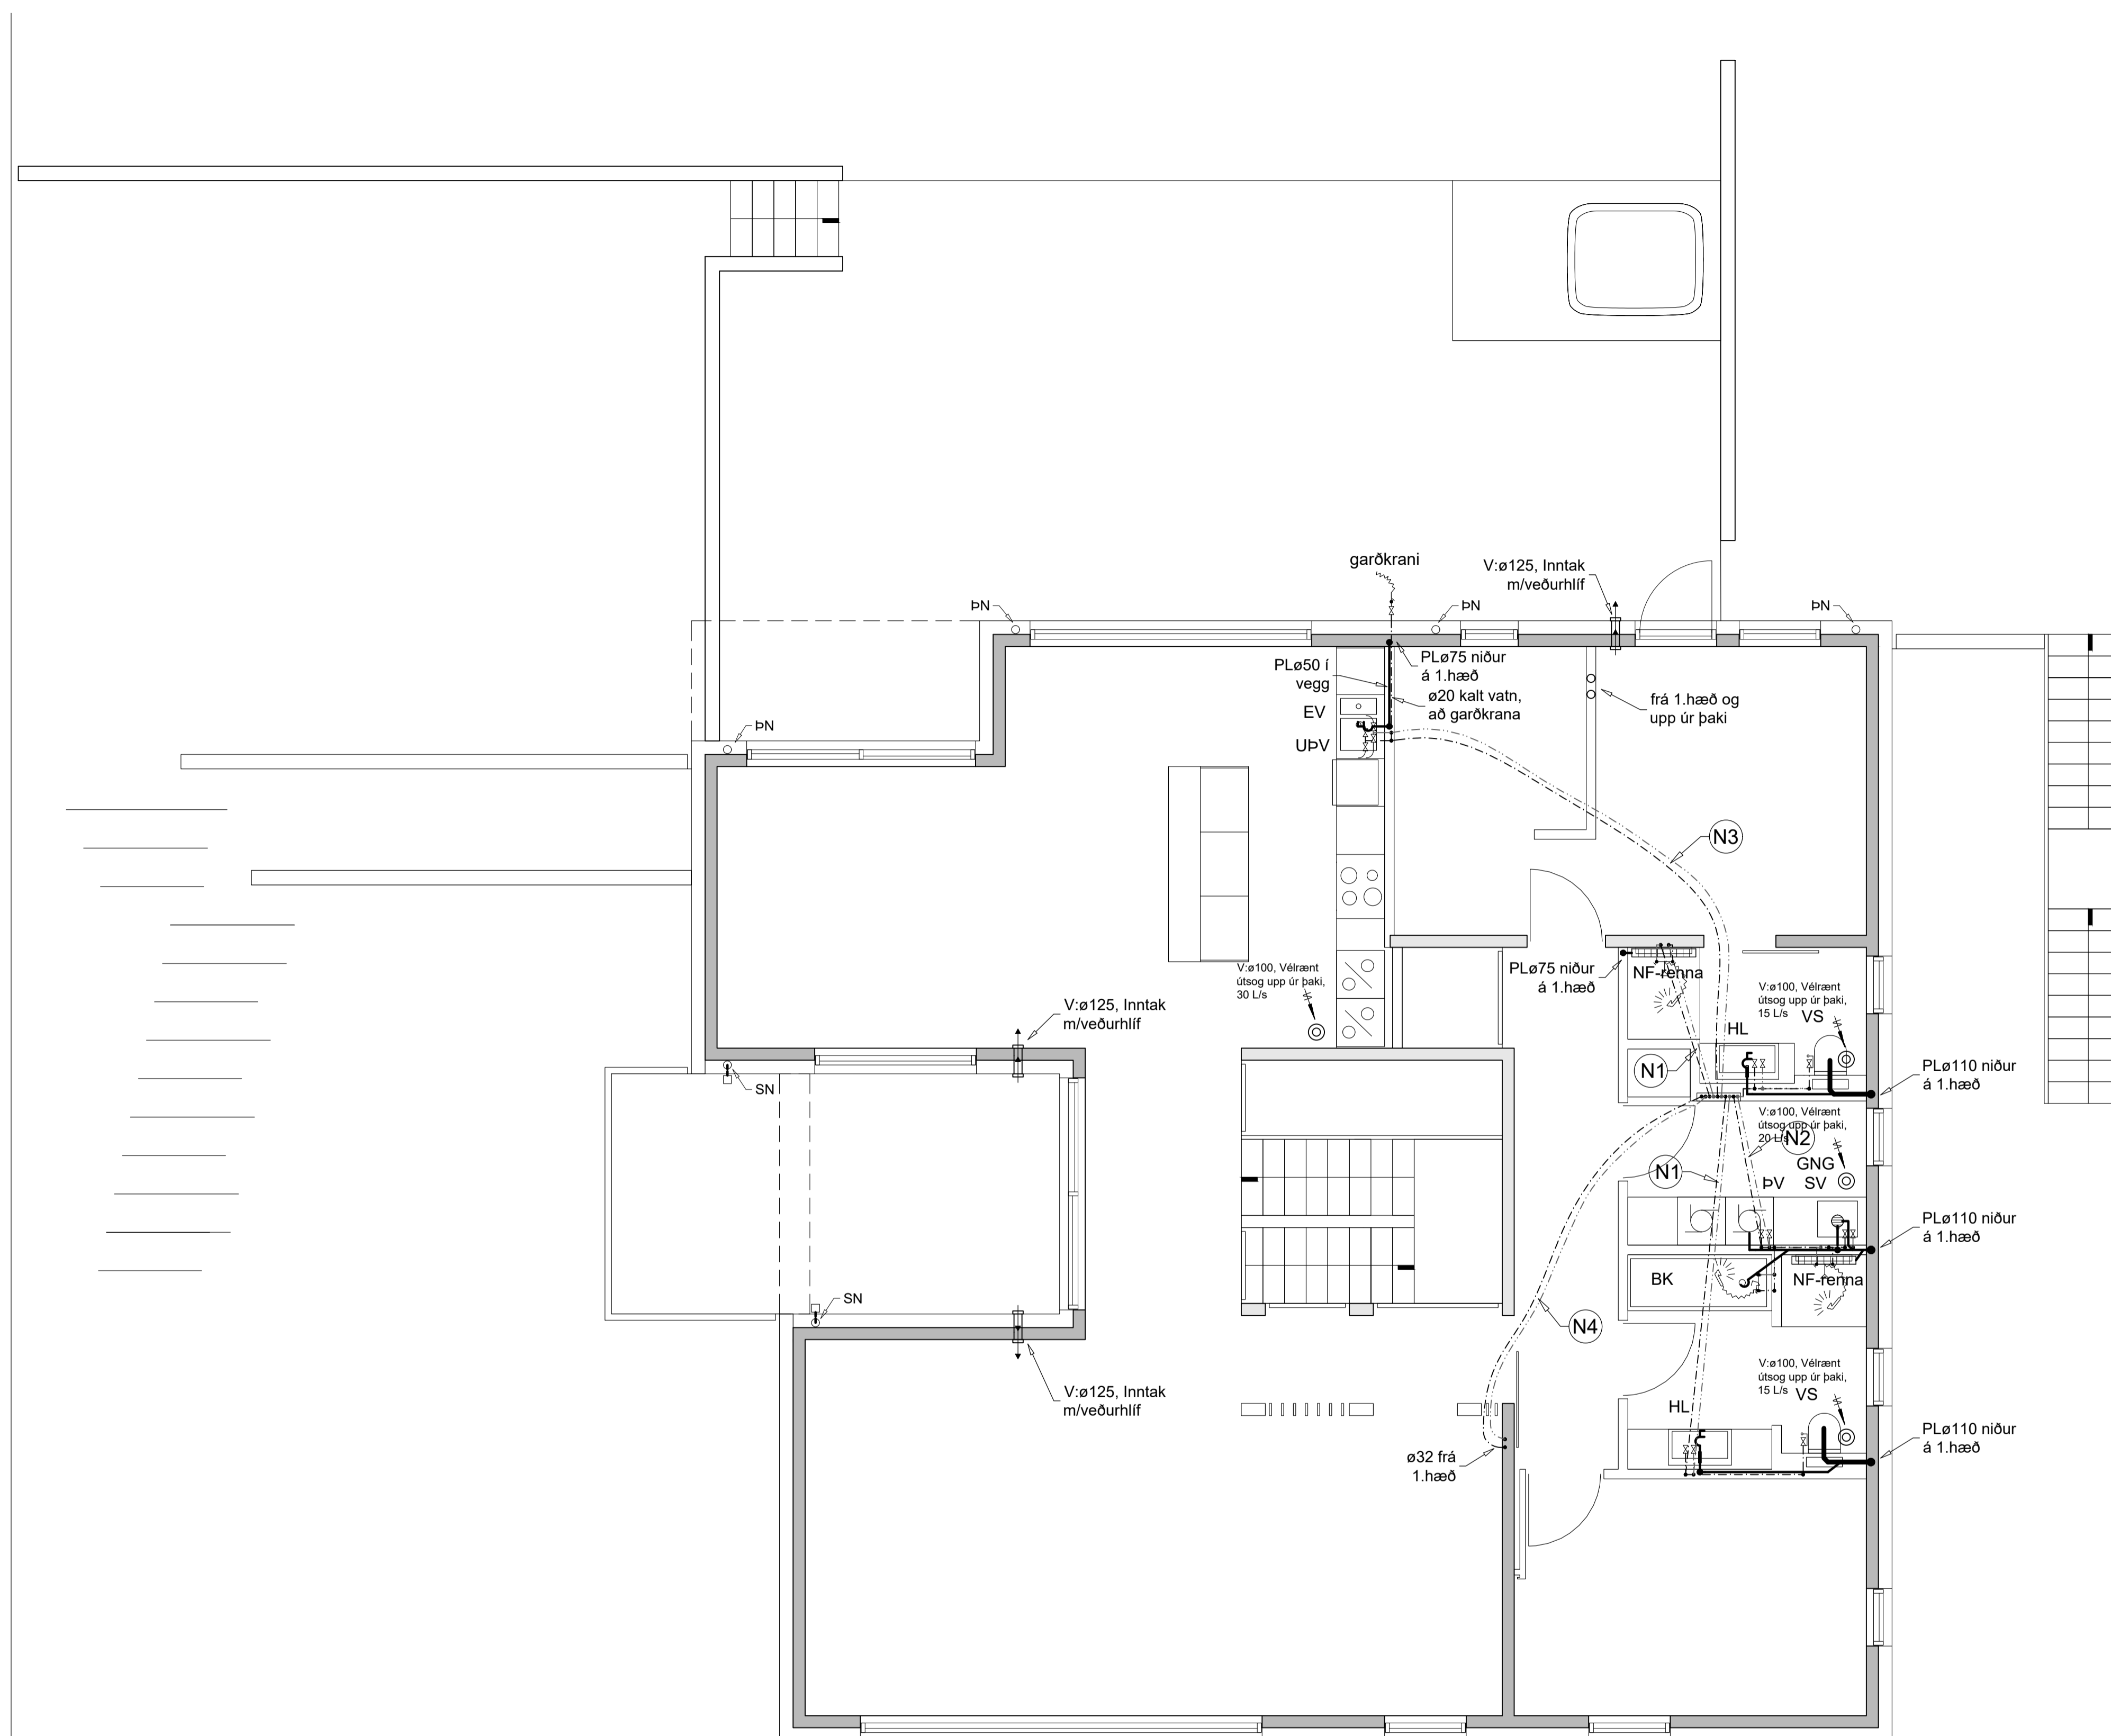 garðkrani
V:ø125, Inntak
m/veðurhlíf
ÞN
ÞN
ÞN
PLø50 í
vegg
PLø75 niður
á 1.hæð
ø20 kalt vatn,
að garðkrana
frá 1.hæð og
upp úr þaki
EV
UÞV
ÞN
N3
V:ø100, Vélrænt
útsog upp úr þaki,
30 L/s
PLø75 niður
á 1.hæð
NF-renna
V:ø100, Vélrænt
útsog upp úr þaki,
15 L/s
VS
HL
V:ø125, Inntak
m/veðurhlíf
N1
PLø110 niður
á 1.hæð
SN
V:ø100, Vélrænt
útsog upp úr þaki,
20 L/s
N2
N1
GNG
ÞV
SV
PLø110 niður
á 1.hæð
BK
NF-renna
SN
N4
V:ø125, Inntak
m/veðurhlíf
V:ø100, Vélrænt
útsog upp úr þaki,
15 L/s
VS
HL
PLø110 niður
á 1.hæð
ø32 frá
1.hæð